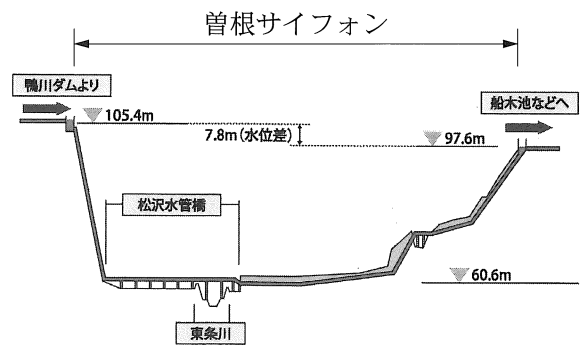 曽根サイフォン
鴨川ダムより
105.4m
7.8m(水位差)
97.6m
船木池などへ
松沢水管橋
60.6m
東条川